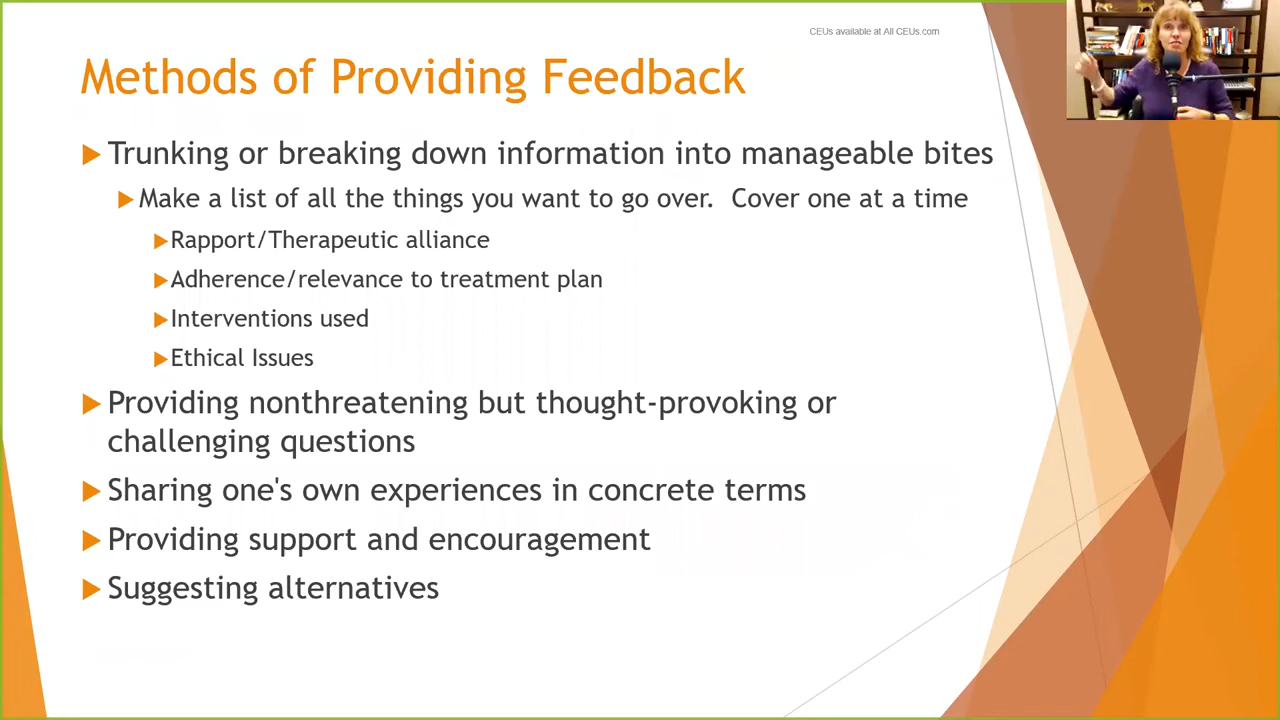 CEUs available at All CEUs.com
Methods of Providing Feedback
Trunking or breaking down information into manageable bites
Make a list of all the things you want to go over.  Cover one at a time
Rapport/Therapeutic alliance
Adherence/relevance to treatment plan
Interventions used
Ethical Issues
Providing nonthreatening but thought-provoking or
challenging questions
Sharing one's own experiences in concrete terms
Providing support and encouragement
Suggesting alternatives